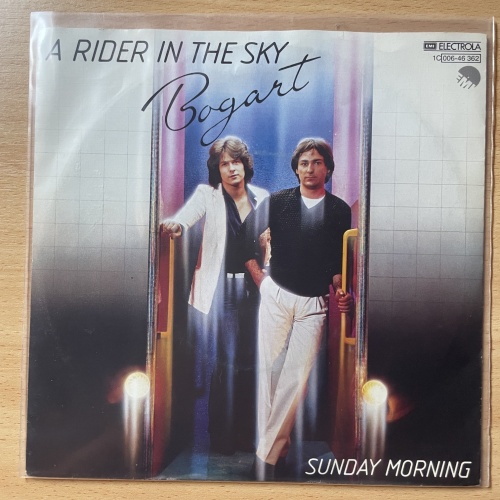 A RIDER IN THE SKY
Bogart
EMI ELECTROLA
1C 006-46 362
SUNDAY MORNING